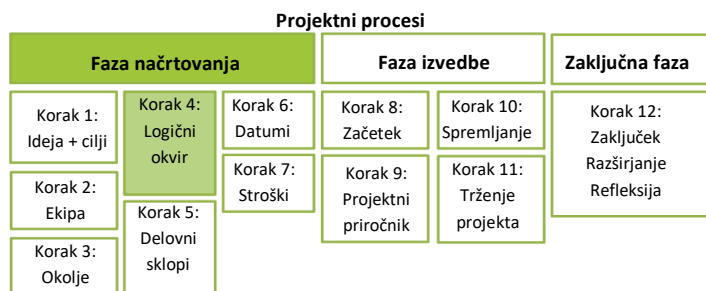 Projektni procesi
Faza načrtovanja
Faza izvedbe
Zaključna faza
Korak 1:
Ideja + cilji
Korak 2:
Ekipa
Korak 3:
Okolje
Korak 4:
Logični
okvir
Korak 5:
Delovni
sklopi
Korak 6:
Datumi
Korak 7:
Stroški
Korak 8:
Začetek
Korak 9:
Projektni
priročnik
Korak 10:
Spremljanje
Korak 11:
Trženje
projekta
Korak 12:
Zaključek
Razširjanje
Refleksija